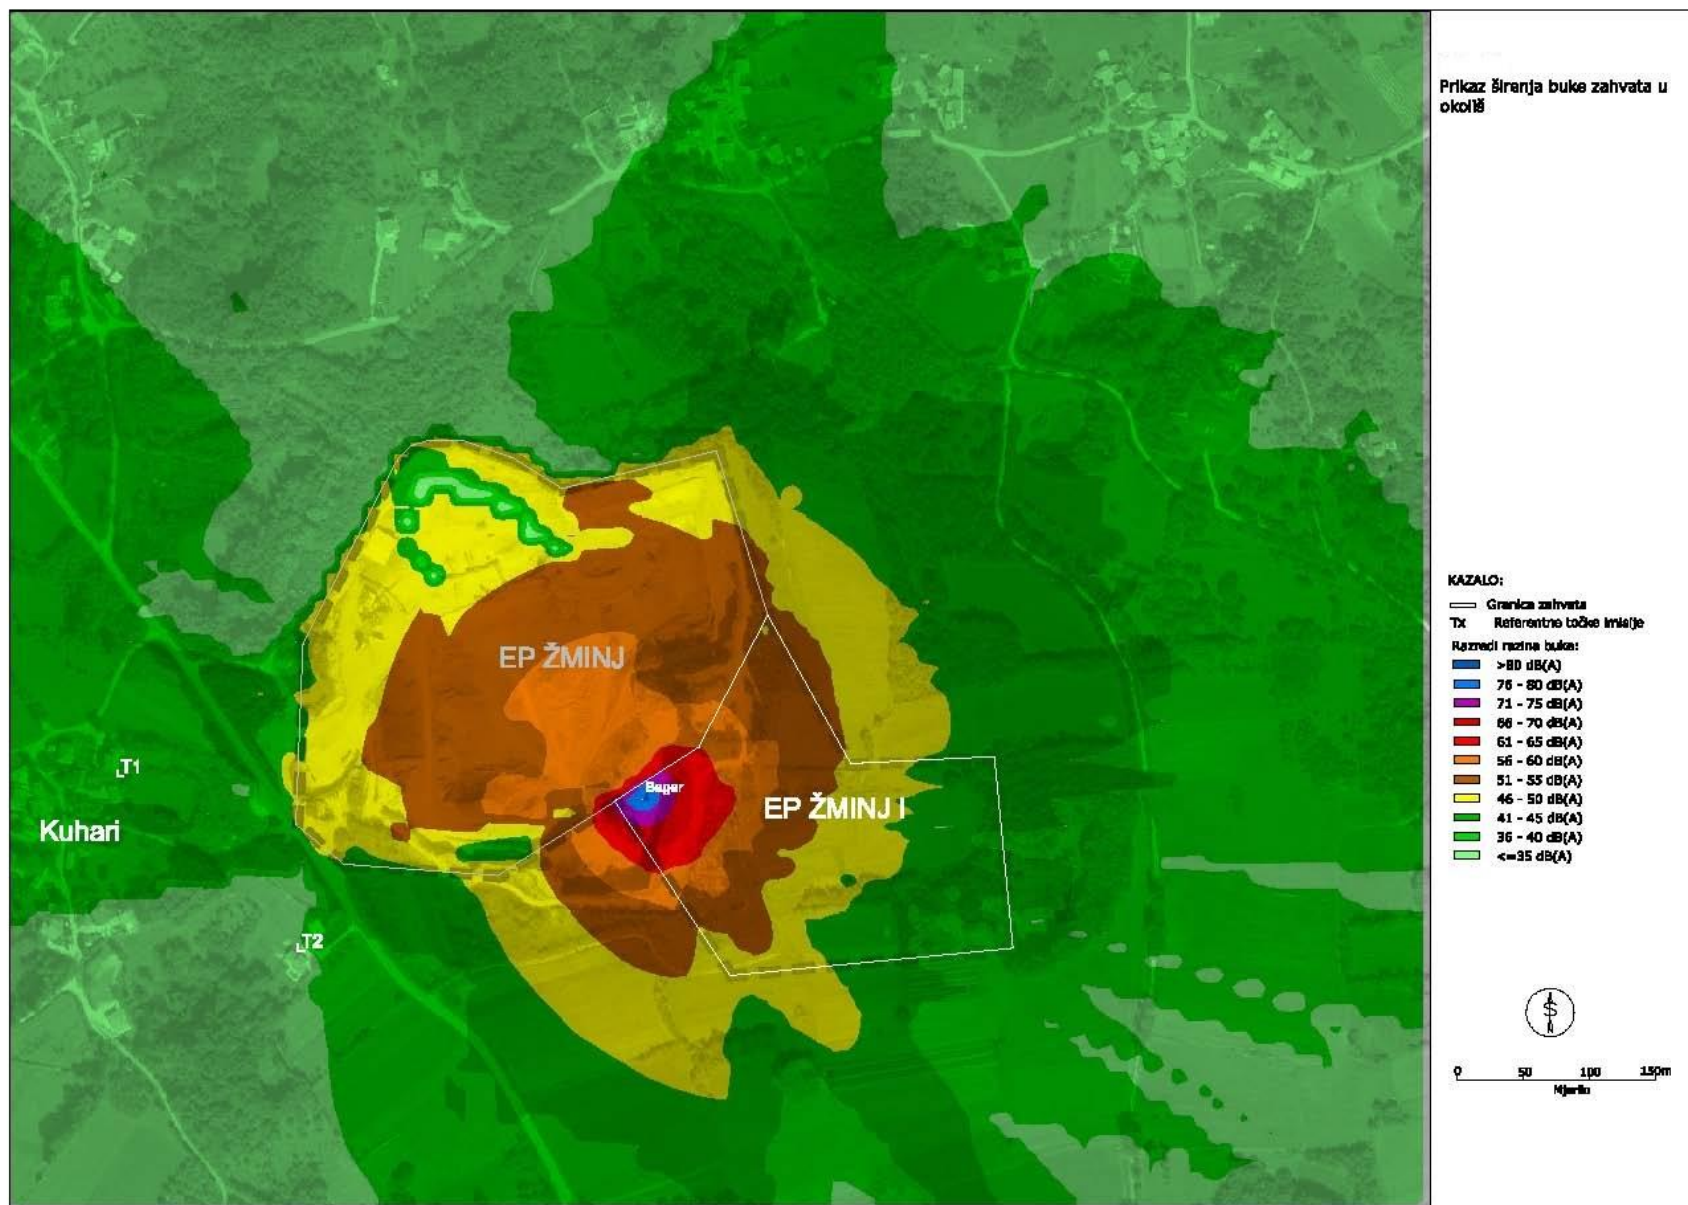 Prikaz širenja buke zahvata u
okoliš
EP ŽMINJ
Bager
EP ŽMINJ I
T1
Kuhari
T2
KAZALO:
Granica zahvata
Tx Referentne točke imisije
Razredi razina buke:
>80 dB(A)
76 - 80 dB(A)
71 - 75 dB(A)
66 - 70 dB(A)
61 - 65 dB(A)
56 - 60 dB(A)
51 - 55 dB(A)
46 - 50 dB(A)
41 - 45 dB(A)
36 - 40 dB(A)
<=35 dB(A)
S
N
0 50 100 150m
Mjerilo